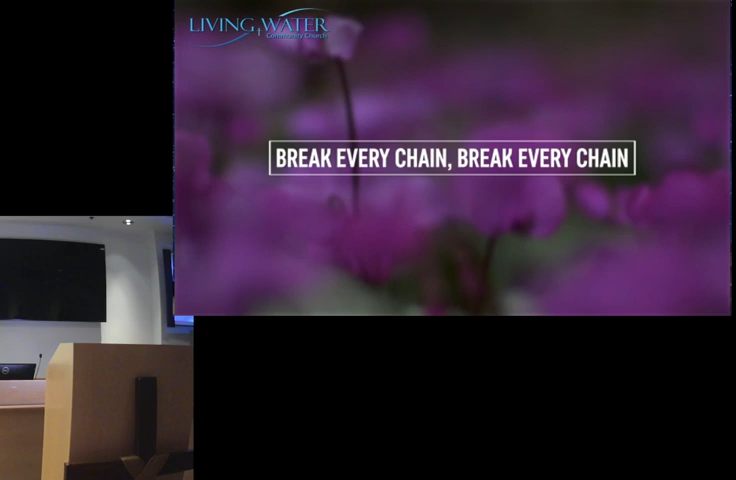 LIVING WATER
Community Church
BREAK EVERY CHAIN, BREAK EVERY CHAIN